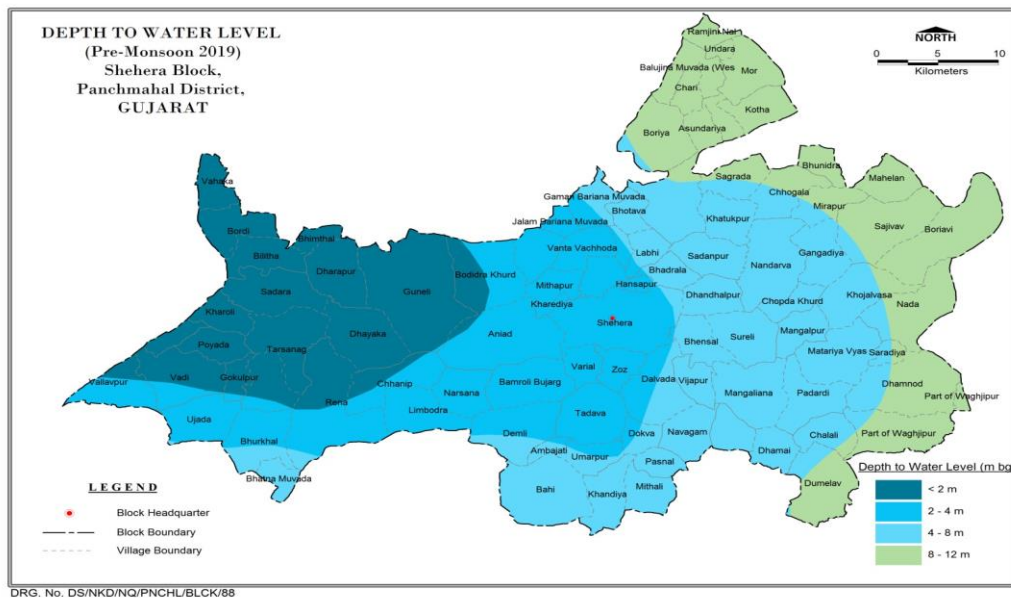 DEPTH TO WATER LEVEL
(Pre-Monsoon 2019)
Shehera Block,
Panchmahal District,
GUJARAT
NORTH
0 5 10
Kilometers
Ramjini Nal
Undara
Balujina Muvada (Wes
Mor
Chari
Kotha
Asundariya
Boriya
Bhunidra
Sagrada
Mahelan
Chhogala
Mirapur
Vahaka
Gaman Bariana Muvada
Bhotava
Khatukpur
Sajivav
Boriavi
Jalam Bariana Muvada
Bordi
Bhimthal
Bilitha
Dharapur
Vanta Vachhoda
Labhi
Sadanpur
Gangadiya
Nandarva
Bhadrala
Bodidra Khurd
Mithapur
Hansapur
Sadara
Guneli
Dhandhalpur
Chopda Khurd
Khojalvasa
Nada
Kharoli
Kharediya
Shehera
Dhayaka
Aniad
Mangalpur
Poyada
Tarsanag
Bhensal
Sureli
Matariya Vyas
Saradiya
Varial
Zoz
Vallavpur
Vadi
Gokulpur
Chhanip
Bamroli Bujarg
Dalvada
Vijapur
Dhamnod
Narsana
Mangaliana
Padardi
Part of Waghjipur
Rena
Limbodra
Tadava
Ujada
Demli
Dokva
Navagam
Chalali
Part of Waghjipur
Bhurkhal
Ambajati
Umarpur
Dhamai
Pasnal
Bhatna Muvada
Bahi
Khandiya
Mithali
Dumelav
LEGEND
Block Headquarter
Block Boundary
Village Boundary
Depth to Water Level (m bg
< 2 m
2 - 4 m
4 - 8 m
8 - 12 m
DRG. No. DS/NKD/NQ/PNCHL/BLCK/88